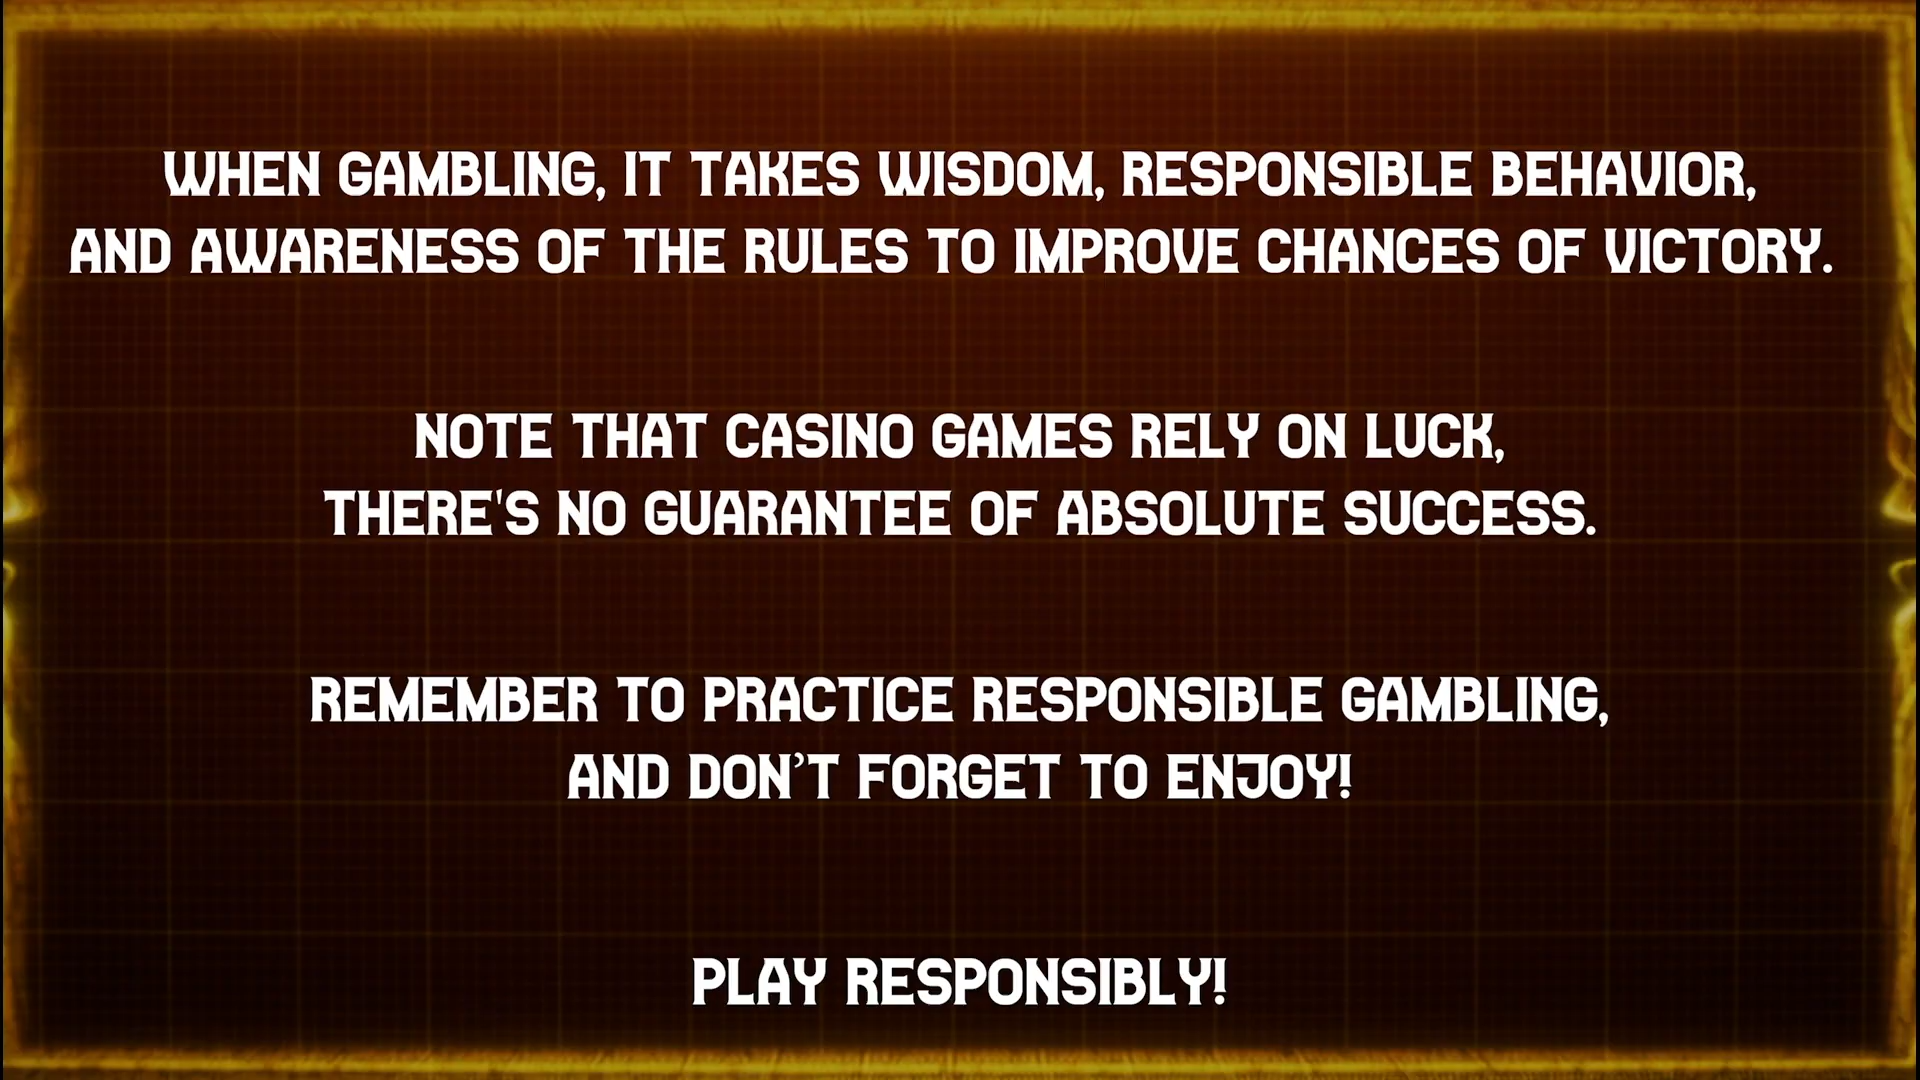 WHEN GAMBLING, IT TAKES WISDOM, RESPONSIBLE BEHAVIOR,
AND AWARENESS OF THE RULES TO IMPROVE CHANCES OF VICTORY.
NOTE THAT CASINO GAMES RELY ON LUCK,
THERE'S NO GUARANTEE OF ABSOLUTE SUCCESS.
REMEMBER TO PRACTICE RESPONSIBLE GAMBLING,
AND DON’T FORGET TO ENJOY!
PLAY RESPONSIBLY!